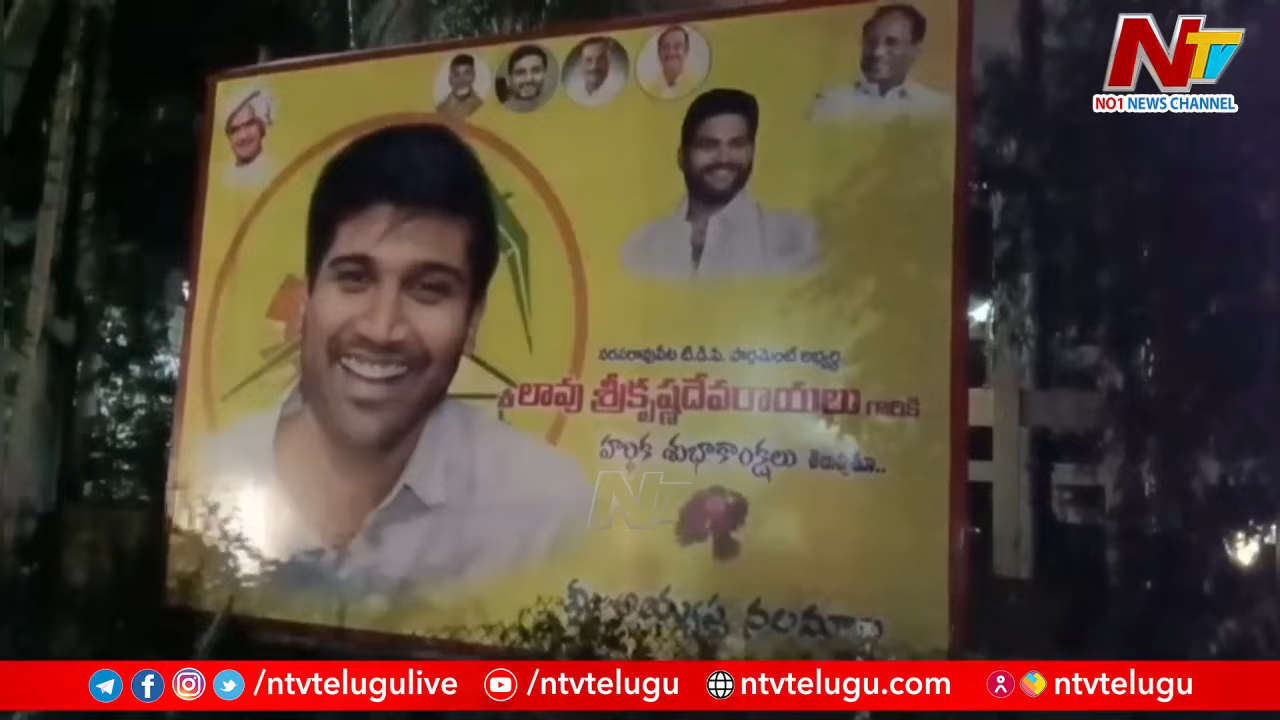 NTV
NO1 NEWS CHANNEL
నరసరావుపేట టి.డి.పి. పార్లమెంట్ అభ్యర్థి
లావు శ్రీకృష్ణదేవరాయలు గారికి
హార్థిక శుభాకాంక్షలు తెలుపుతూ..
/ntvtelugulive /ntvtelugu ntvtelugu.com ntvtelugu